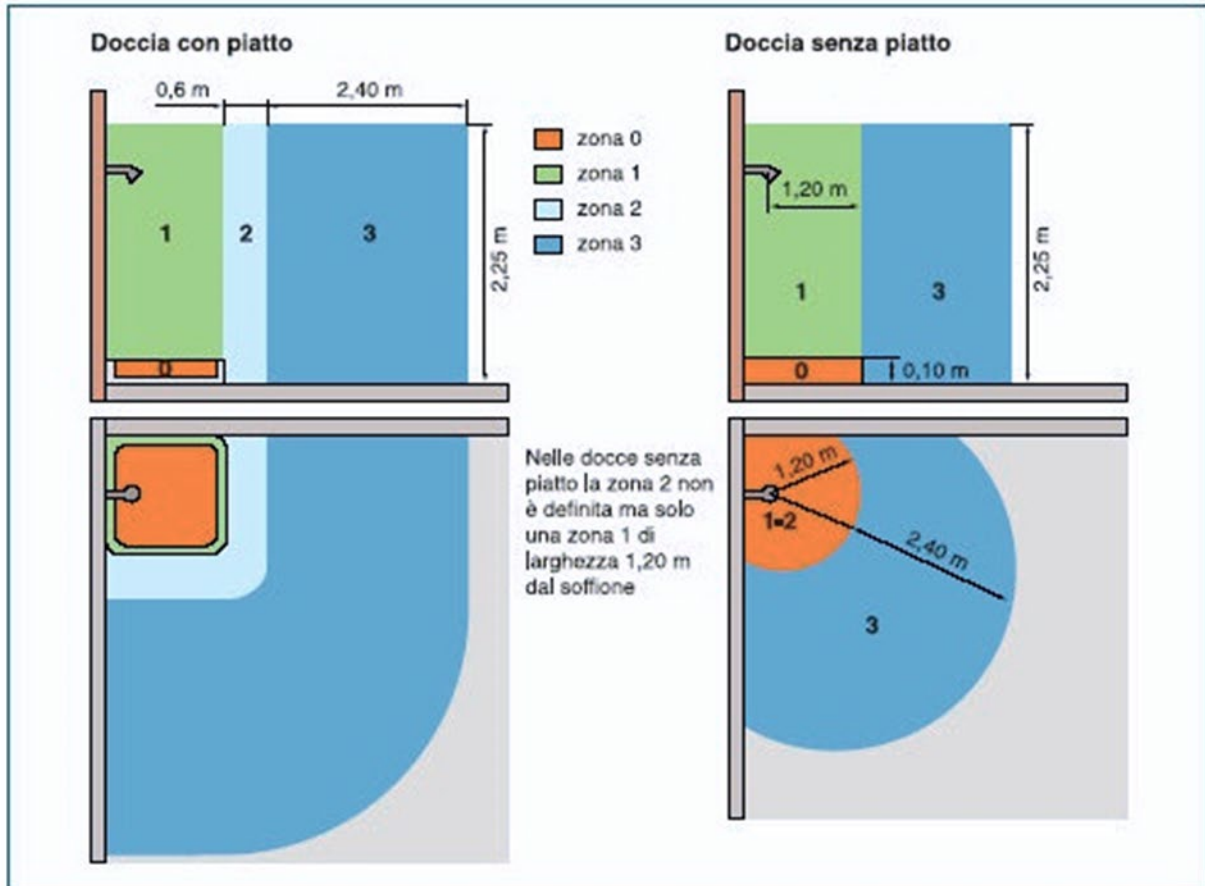 Doccia con piatto
0,6 m
2,40 m
1
2
3
0
2,25 m
zona 0
zona 1
zona 2
zona 3
Doccia senza piatto
1,20 m
1
3
0
0,10 m
2,25 m
Nelle docce senza
piatto la zona 2 non
è definita ma solo
una zona 1 di
larghezza 1,20 m
dal soffione
1,20 m
1=2
2,40 m
3